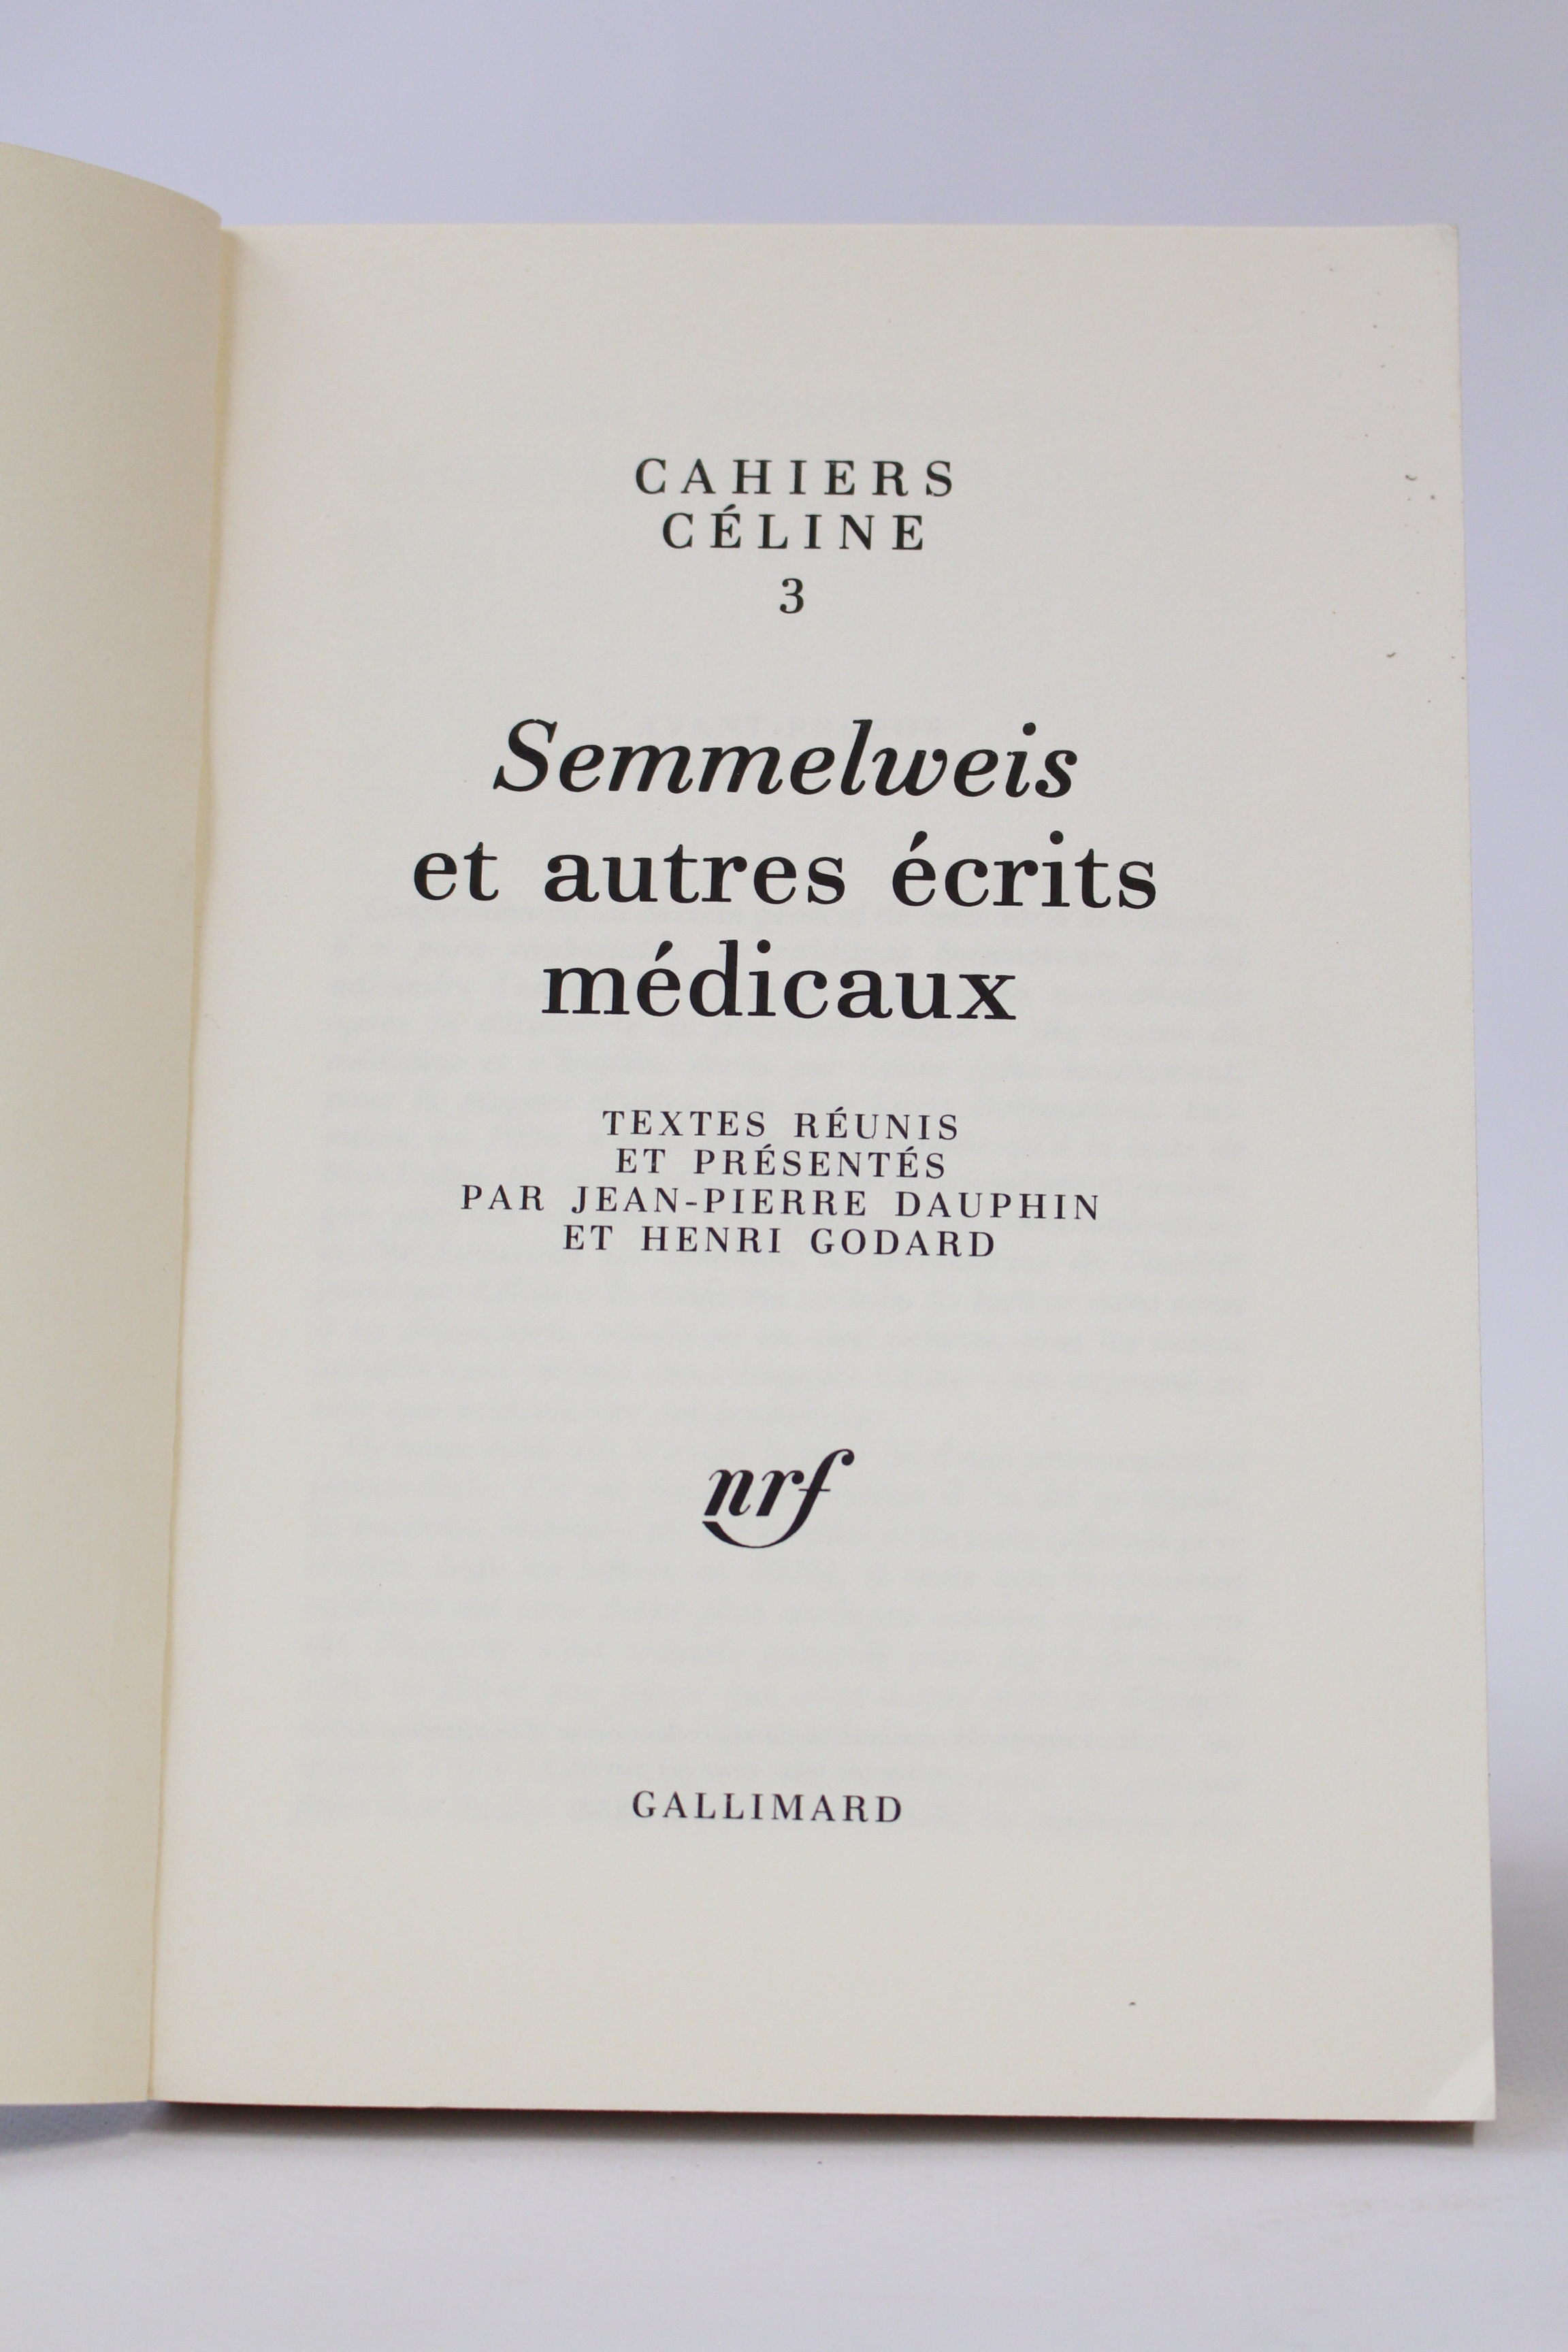 CAHIERS
CÉLINE
3
Semmelweis
et autres écrits
médicaux
TEXTES RÉUNIS
ET PRÉSENTÉS
PAR JEAN-PIERRE DAUPHIN
ET HENRI GODARD
nrf
GALLIMARD